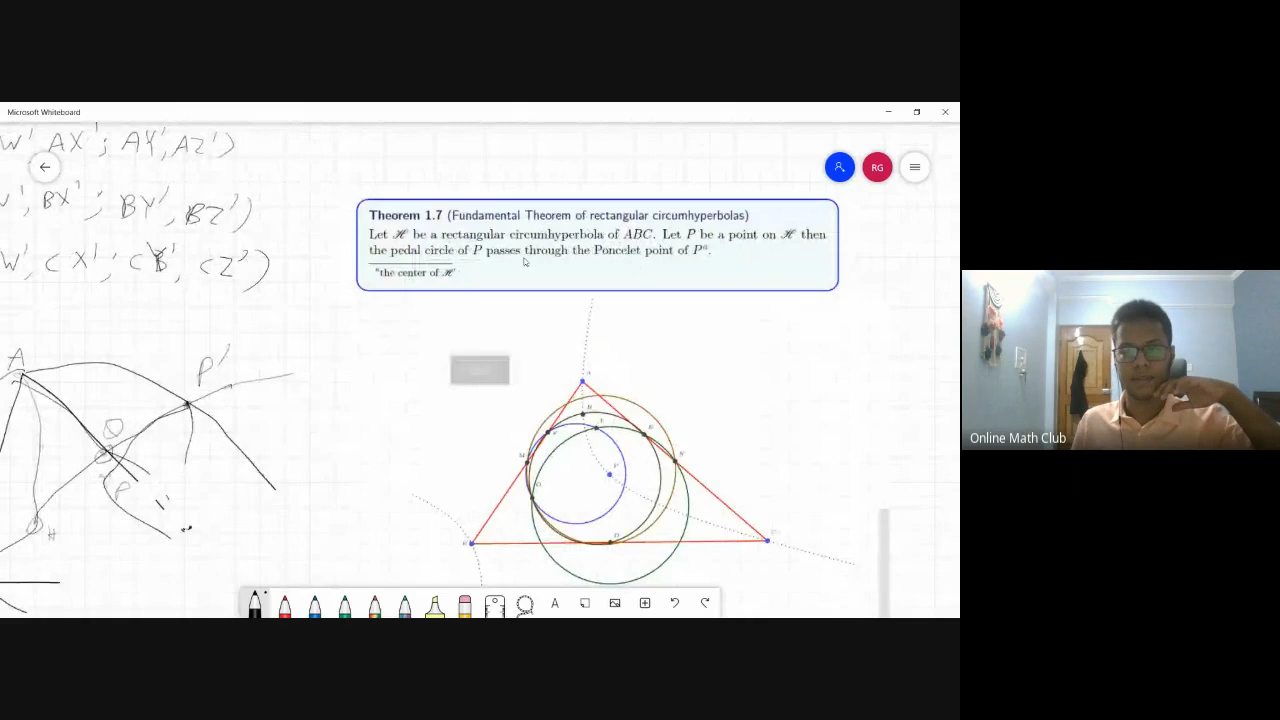 Microsoft Whiteboard
W' AX'; AY', AZ')
RG
', BX'; BY', BZ')
Theorem 1.7 (Fundamental Theorem of rectangular circumhyperbolas)
Let ℋ be a rectangular circumhyperbola of ABC. Let P be a point on ℋ then
the pedal circle of P passes through the Poncelet point of Pᵃ.
ᵃthe center of ℋ
W', CX'; CY', CZ')
A
P'
P
H
A
Online Math Club
A